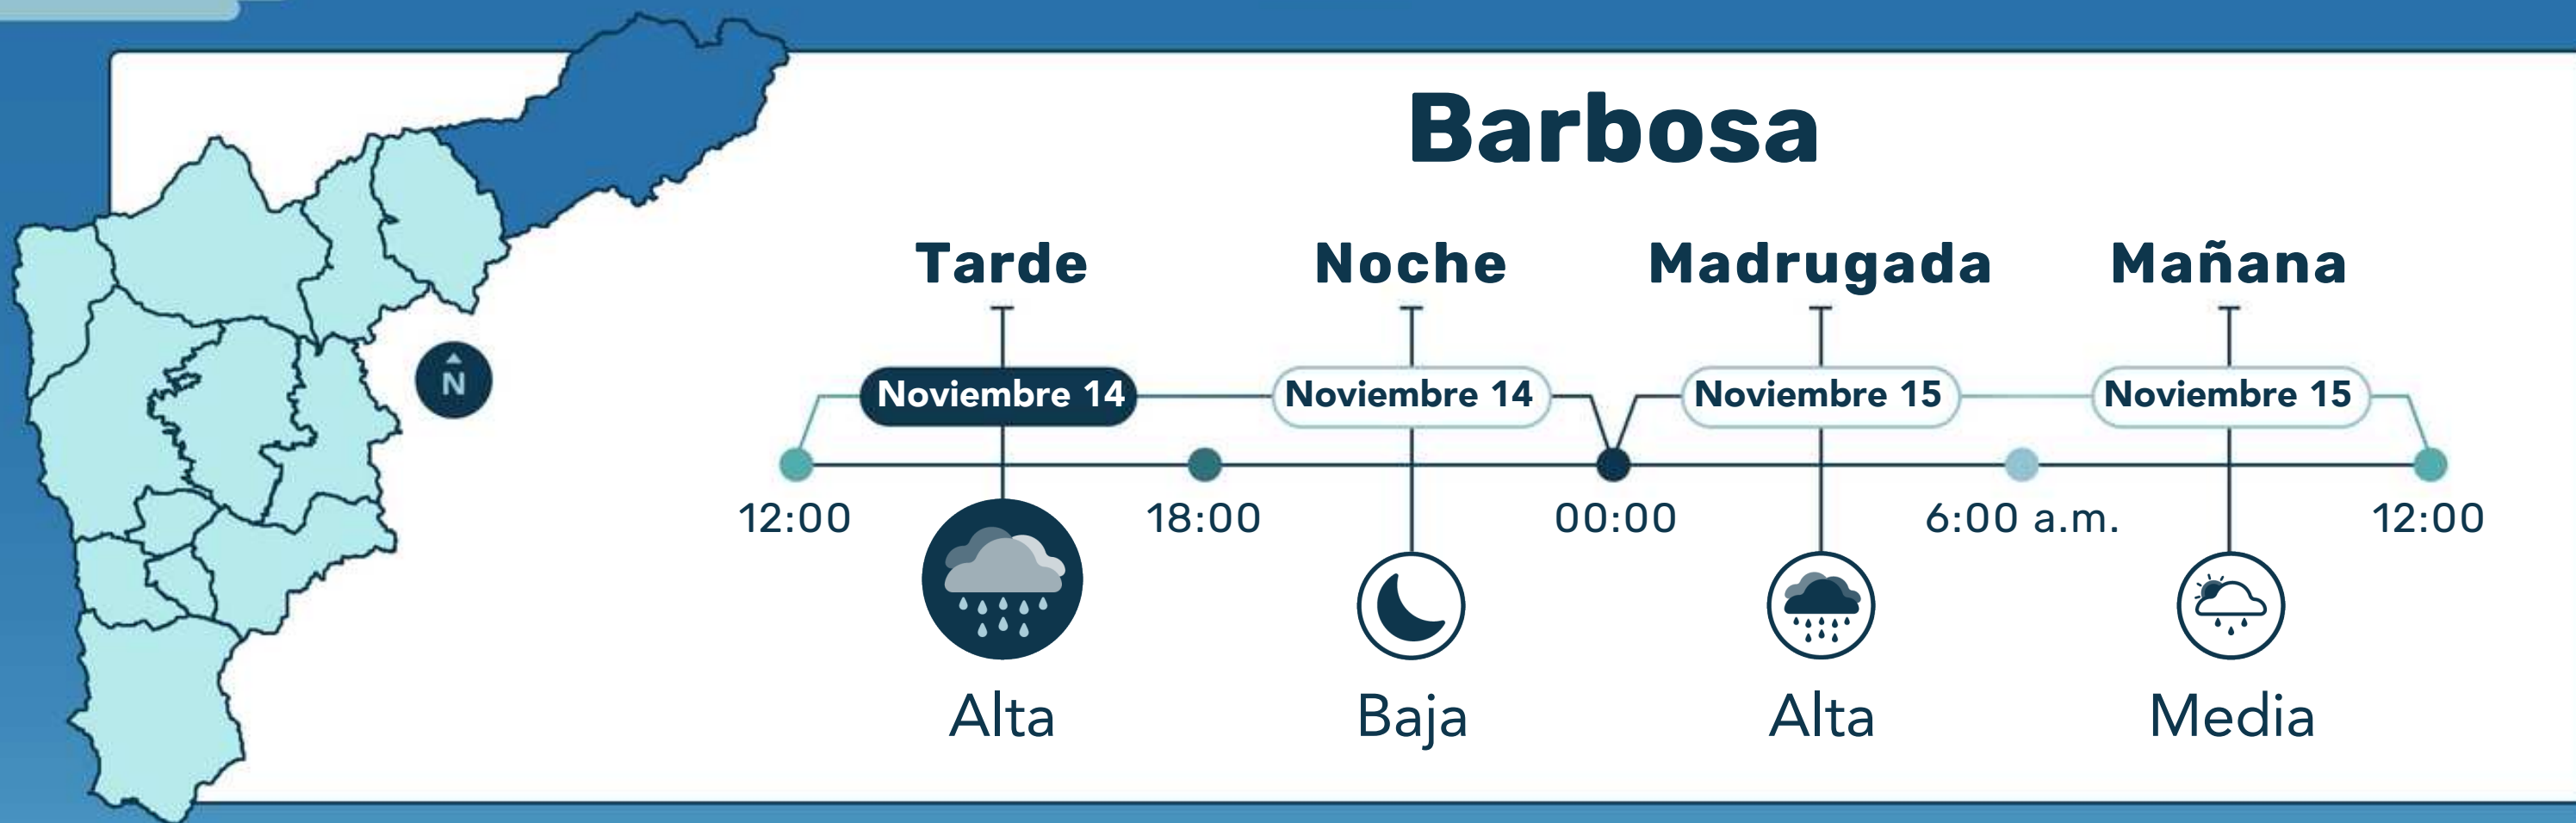 Barbosa
Tarde Noche Madrugada Mañana
N
Noviembre 14 Noviembre 14 Noviembre 15 Noviembre 15
12:00 18:00 00:00 6:00 a.m. 12:00
Alta Baja Alta Media